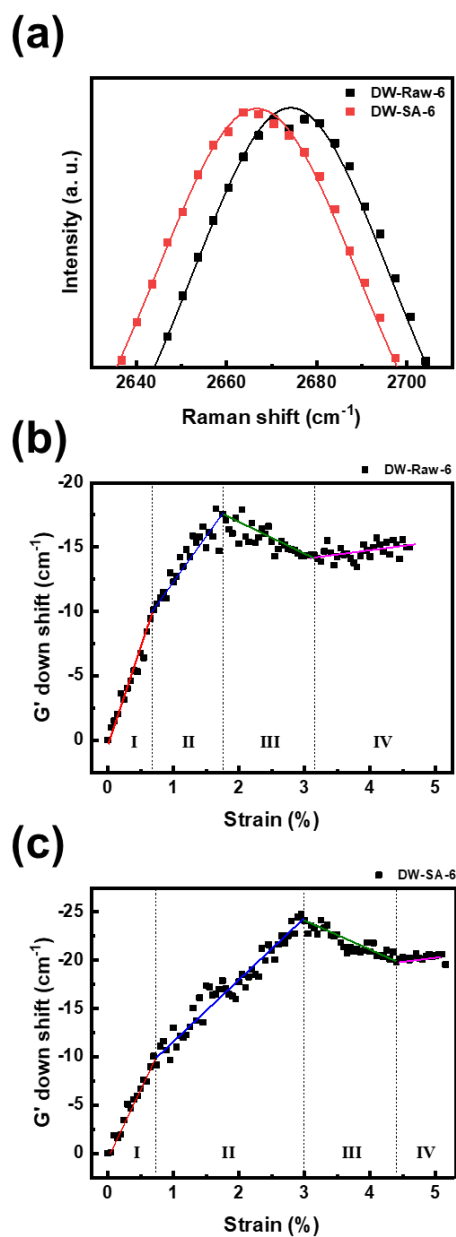 (a)
DW-Raw-6
DW-SA-6
Intensity (a. u.)
2640 2660 2680 2700
Raman shift (cm⁻¹)
(b)
DW-Raw-6
-20
-15
-10
-5
0
G' down shift (cm⁻¹)
I II III IV
0 1 2 3 4 5
Strain (%)
(c)
DW-SA-6
-25
-20
-15
-10
-5
0
G' down shift (cm⁻¹)
I II III IV
0 1 2 3 4 5
Strain (%)